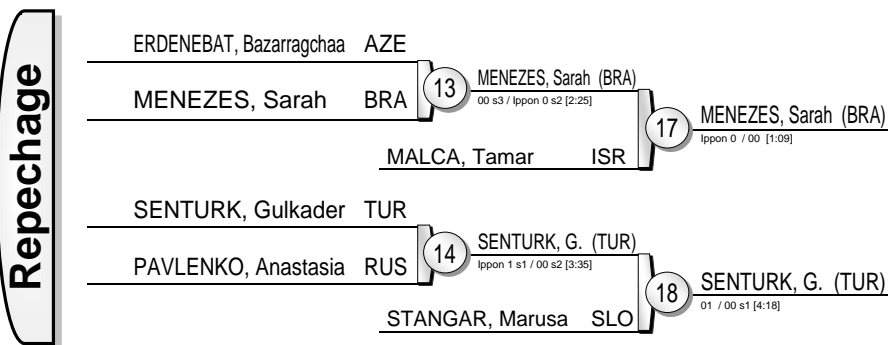 Repechage
ERDENEBAT, Bazarragchaa AZE
MENEZES, Sarah BRA
13
MENEZES, Sarah (BRA)
00 s3 / Ippon 0 s2 [2:25]
MALCA, Tamar ISR
17
MENEZES, Sarah (BRA)
Ippon 0 / 00 [1:09]
SENTURK, Gulkader TUR
PAVLENKO, Anastasia RUS
14
SENTURK, G. (TUR)
Ippon 1 s1 / 00 s2 [3:35]
STANGAR, Marusa SLO
18
SENTURK, G. (TUR)
01 / 00 s1 [4:18]